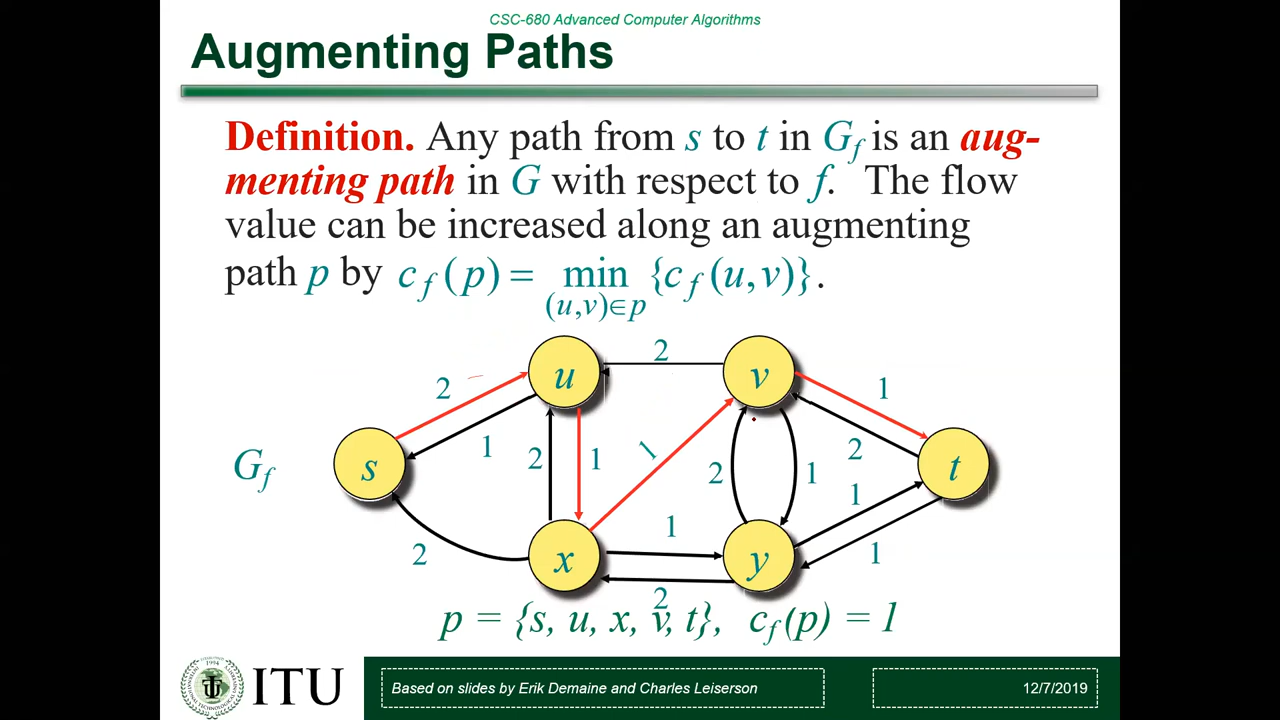 CSC-680 Advanced Computer Algorithms
Augmenting Paths
Definition. Any path from s to t in Gf is an aug-
menting path in G with respect to f. The flow
value can be increased along an augmenting
path p by cf(p) = min {cf(u,v)}.
(u,v)∈p
2
u
v
2
1
1
2
1
1
2
1
2
Gf
s
t
1
2
1
1
x
y
2
p = {s, u, x, v, t}, cf(p) = 1
1994
ITU
Based on slides by Erik Demaine and Charles Leiserson
12/7/2019